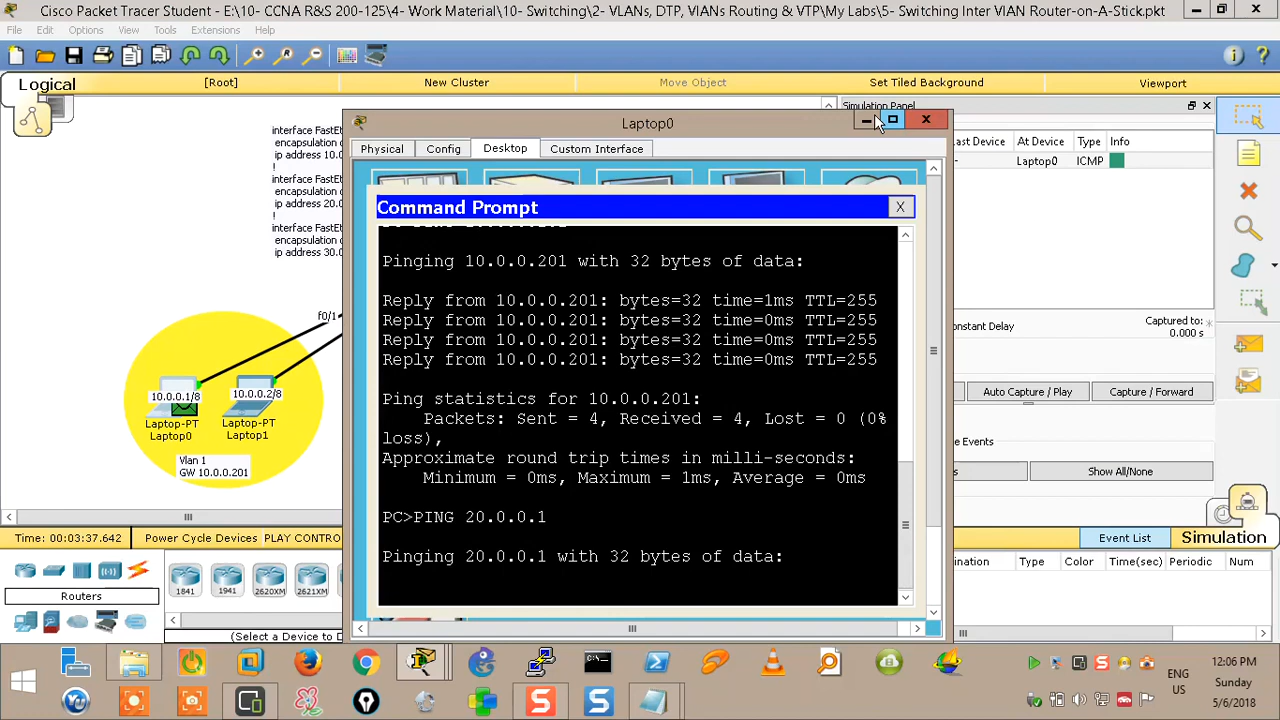 Cisco Packet Tracer Student - E:\10- CCNA R&S 200-125\4- Work Material\10- Switching\2- VLANs, DTP, VlANs Routing & VTP\My Labs\5- Switching Inter VlAN Router-on-A-Stick.pkt
File Edit Options View Tools Extensions Help
Logical
[Root]
New Cluster
Move Object
Set Tiled Background
Viewport
Simulation Panel
Last Device At Device Type Info
Laptop0 ICMP
Laptop0
Physical Config Desktop Custom Interface
Command Prompt
X
Pinging 10.0.0.201 with 32 bytes of data:
Reply from 10.0.0.201: bytes=32 time=1ms TTL=255
Reply from 10.0.0.201: bytes=32 time=0ms TTL=255
Reply from 10.0.0.201: bytes=32 time=0ms TTL=255
Reply from 10.0.0.201: bytes=32 time=0ms TTL=255
Ping statistics for 10.0.0.201:
Packets: Sent = 4, Received = 4, Lost = 0 (0%
loss),
Approximate round trip times in milli-seconds:
Minimum = 0ms, Maximum = 1ms, Average = 0ms
PC>PING 20.0.0.1
Pinging 20.0.0.1 with 32 bytes of data:
interface FastEt
encapsulation
ip address 10.0
!
interface FastEt
encapsulation
ip address 20.0
!
interface FastEt
encapsulation
ip address 30.0
f0/1
10.0.0.1/8
10.0.0.2/8
Laptop-PT
Laptop0
Laptop-PT
Laptop1
Vlan 1
GW 10.0.0.201
onstant Delay
Captured to:
0.000 s
Auto Capture / Play
Capture / Forward
Events
Show All/None
Time: 00:03:37.642
Power Cycle Devices
PLAY CONTRO
Event List
Simulation
ination Type Color Time(sec) Periodic Num
Routers
1841
1941
2620XM
2621XM
(Select a Device to D
ENG
US
12:06 PM
Sunday
5/6/2018